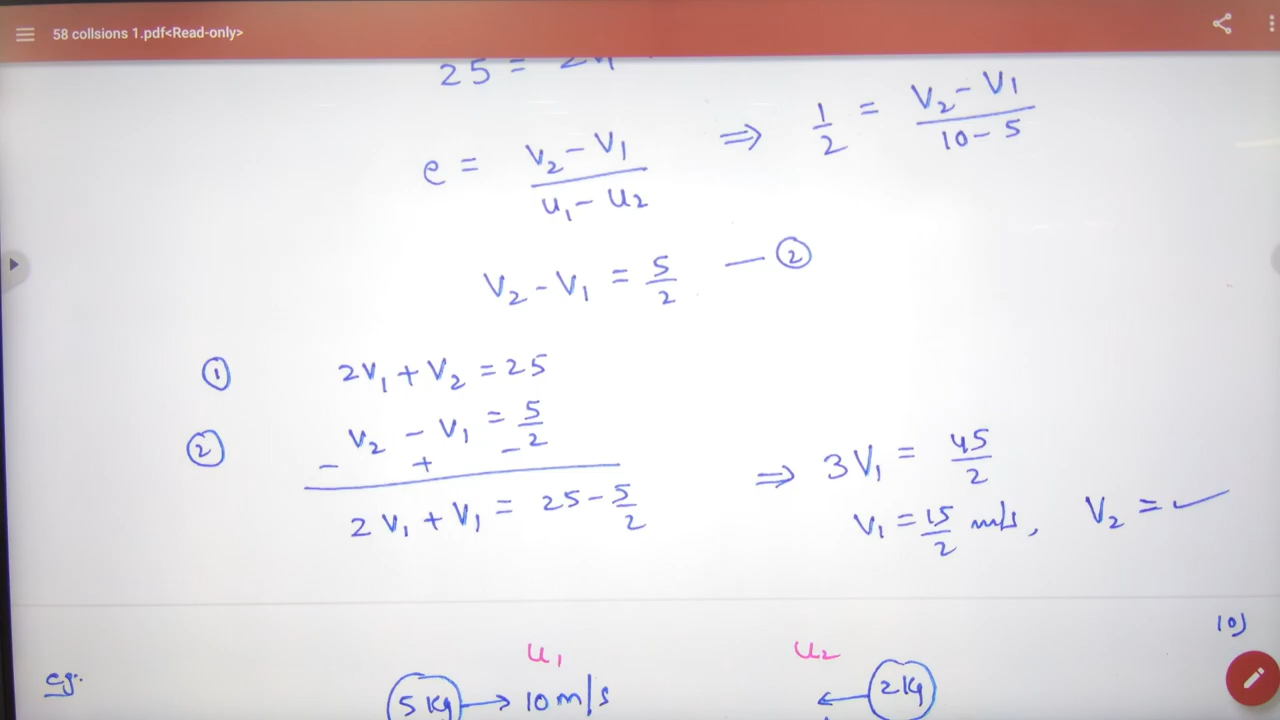 58 collsions 1.pdf<Read-only>
25 =
e = V₂ - V₁ / u₁ - u₂ ⇒ 1/2 = V₂ - V₁ / 10 - 5
V₂ - V₁ = 5/2 — ②
① 2V₁ + V₂ = 25
② V₂ - V₁ = 5/2
- + -
2V₁ + V₁ = 25 - 5/2 ⇒ 3V₁ = 45/2
V₁ = 15/2 m/s, V₂ = ✓
10)
u₁ u₂
eg:. 5 Kg → 10 m/s ← 2 Kg